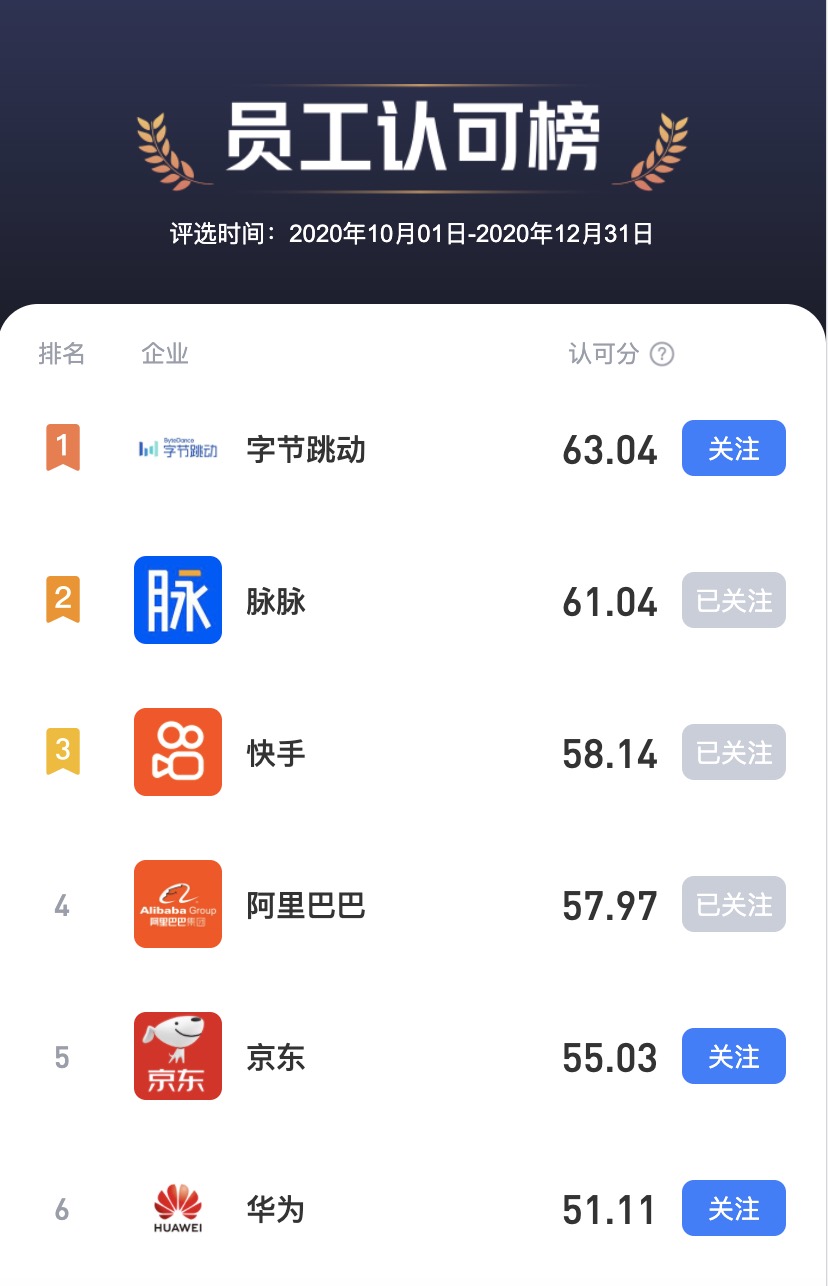 员工认可榜
评选时间：2020年10月01日-2020年12月31日
排名 企业 认可分 ?
1 ByteDance 字节跳动 字节跳动 63.04 关注
2 脉 脉脉 61.04 已关注
3 快手 58.14 已关注
4 Alibaba Group 阿里巴巴集团 阿里巴巴 57.97 已关注
5 京东 京东 55.03 关注
6 HUAWEI 华为 51.11 关注